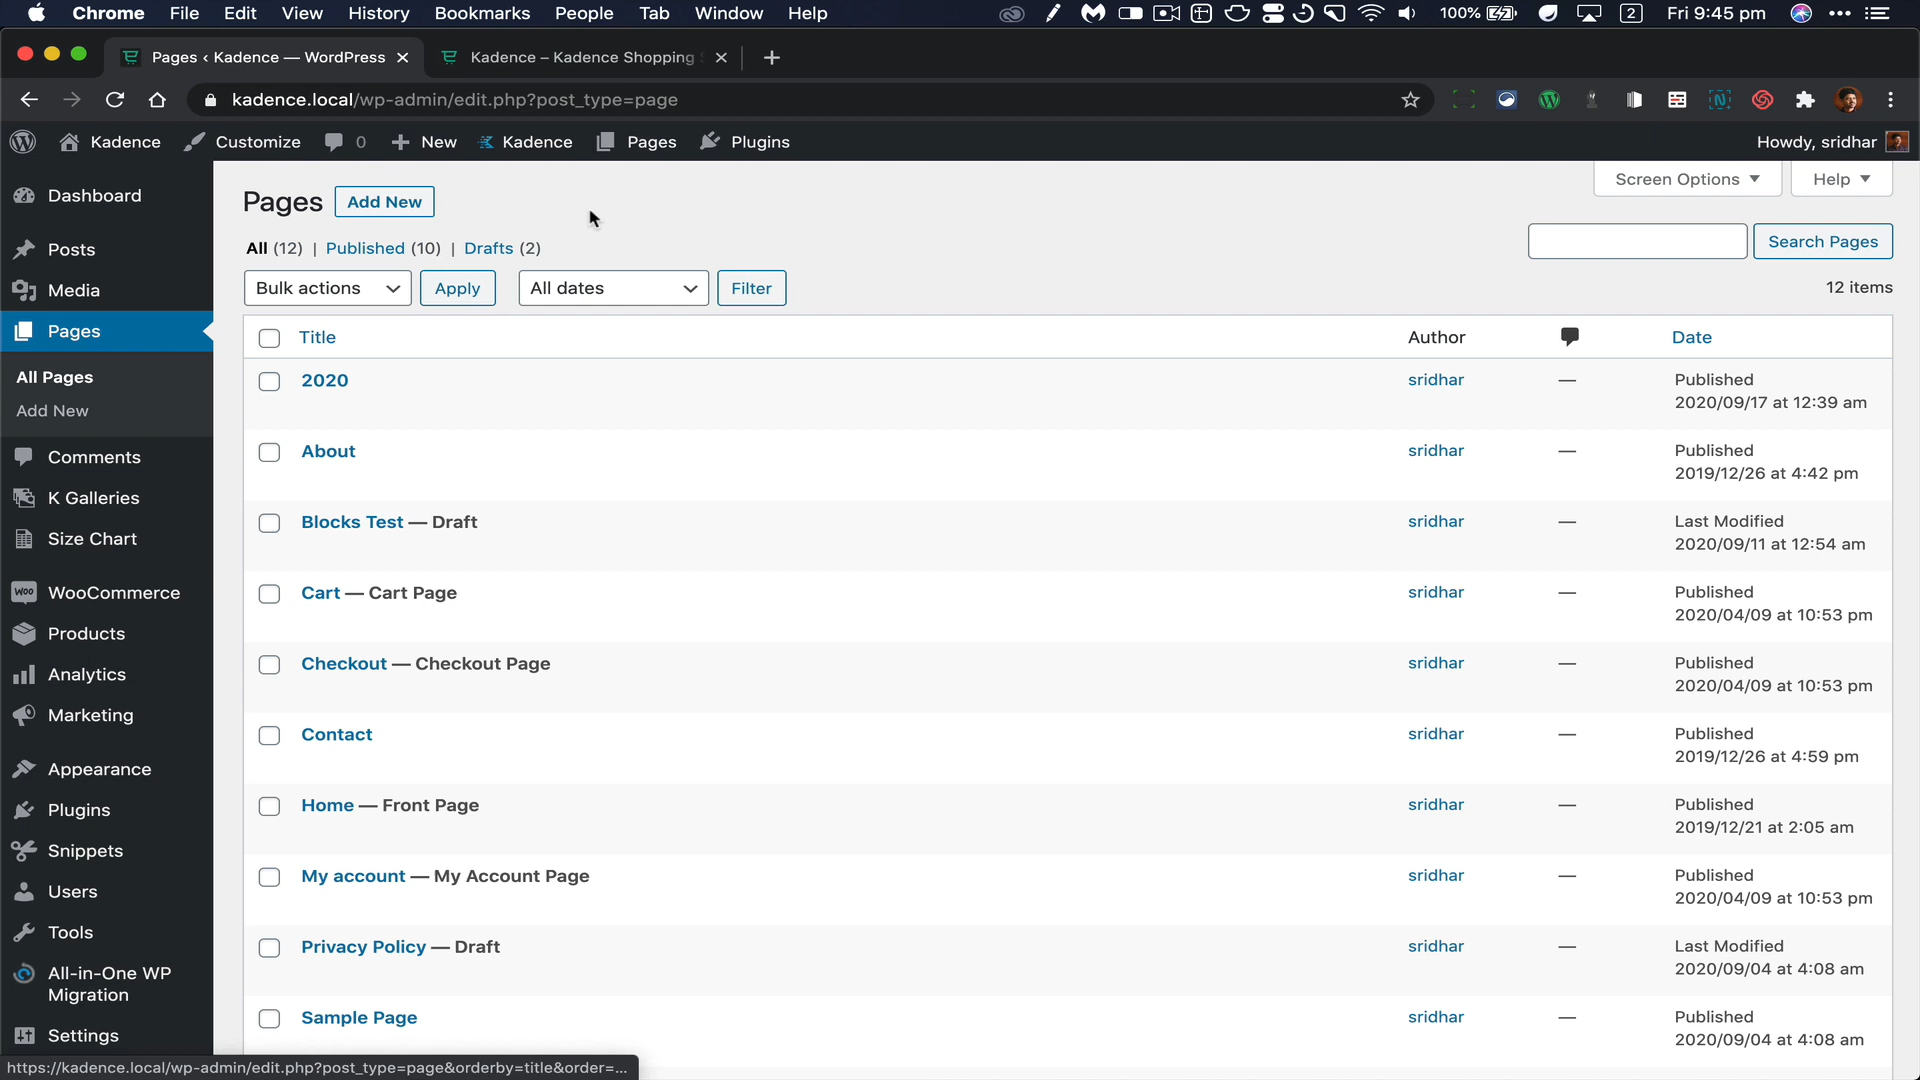 Chrome File Edit View History Bookmarks People Tab Window Help 100% 2 Fri 9:45 pm
Pages ‹ Kadence — WordPress Kadence – Kadence Shopping
kadence.local/wp-admin/edit.php?post_type=page
Kadence Customize 0 New Kadence Pages Plugins Howdy, sridhar
Dashboard
Posts
Media
Pages
All Pages
Add New
Comments
K Galleries
Size Chart
WOO WooCommerce
Products
Analytics
Marketing
Appearance
Plugins
Snippets
Users
Tools
All-in-One WP
Migration
Settings
Screen Options Help
Pages Add New
All (12) | Published (10) | Drafts (2)
Search Pages
Bulk actions Apply All dates Filter 12 items
Title Author Date
2020 sridhar — Published
2020/09/17 at 12:39 am
About sridhar — Published
2019/12/26 at 4:42 pm
Blocks Test — Draft sridhar — Last Modified
2020/09/11 at 12:54 am
Cart — Cart Page sridhar — Published
2020/04/09 at 10:53 pm
Checkout — Checkout Page sridhar — Published
2020/04/09 at 10:53 pm
Contact sridhar — Published
2019/12/26 at 4:59 pm
Home — Front Page sridhar — Published
2019/12/21 at 2:05 am
My account — My Account Page sridhar — Published
2020/04/09 at 10:53 pm
Privacy Policy — Draft sridhar — Last Modified
2020/09/04 at 4:08 am
Sample Page sridhar — Published
2020/09/04 at 4:08 am
https://kadence.local/wp-admin/edit.php?post_type=page&orderby=title&order=...